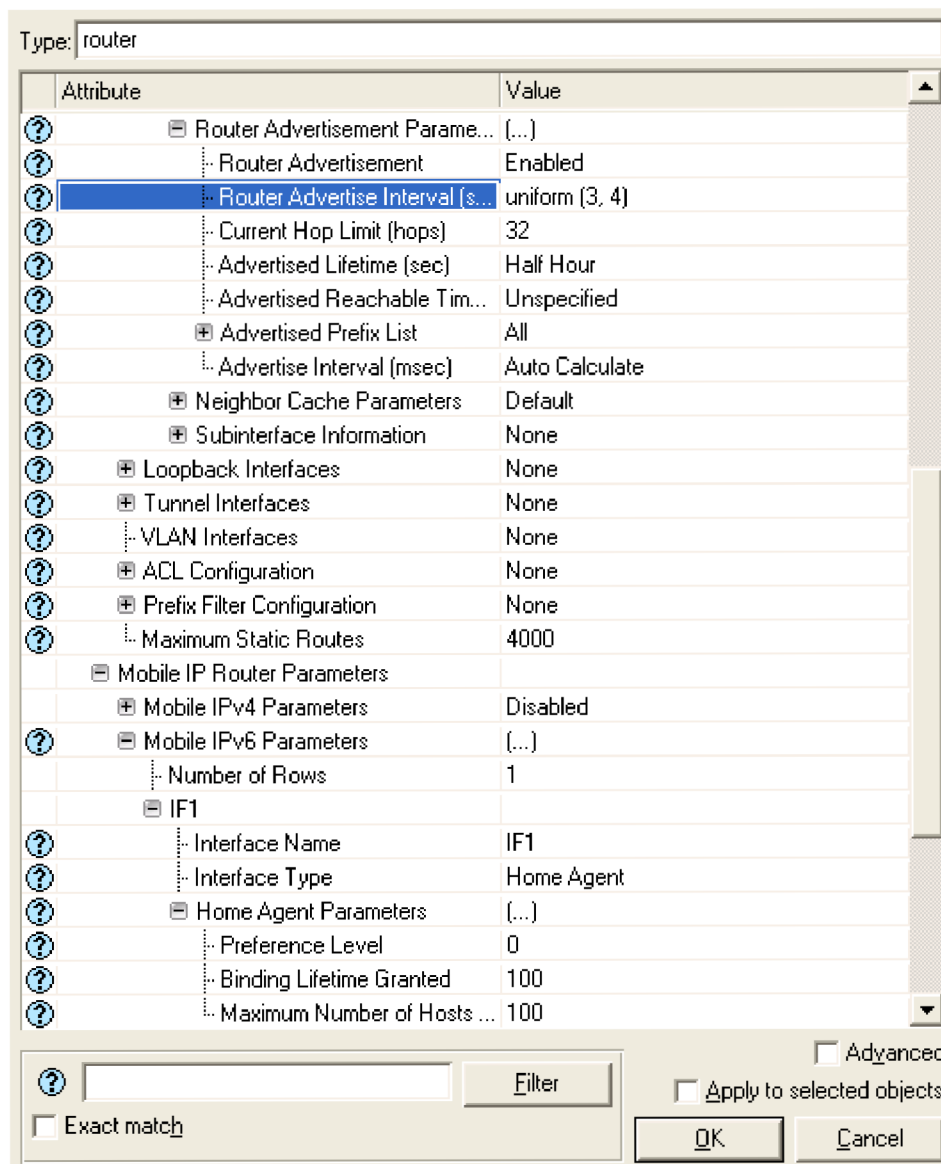 Type: router
Attribute Value
Router Advertisement Parame... (...)
Router Advertisement Enabled
Router Advertise Interval (s... uniform (3, 4)
Current Hop Limit (hops) 32
Advertised Lifetime (sec) Half Hour
Advertised Reachable Tim... Unspecified
Advertised Prefix List All
Advertise Interval (msec) Auto Calculate
Neighbor Cache Parameters Default
Subinterface Information None
Loopback Interfaces None
Tunnel Interfaces None
VLAN Interfaces None
ACL Configuration None
Prefix Filter Configuration None
Maximum Static Routes 4000
Mobile IP Router Parameters
Mobile IPv4 Parameters Disabled
Mobile IPv6 Parameters (...)
Number of Rows 1
IF1
Interface Name IF1
Interface Type Home Agent
Home Agent Parameters (...)
Preference Level 0
Binding Lifetime Granted 100
Maximum Number of Hosts ... 100
Advanced
Filter Apply to selected objects
Exact match
OK Cancel